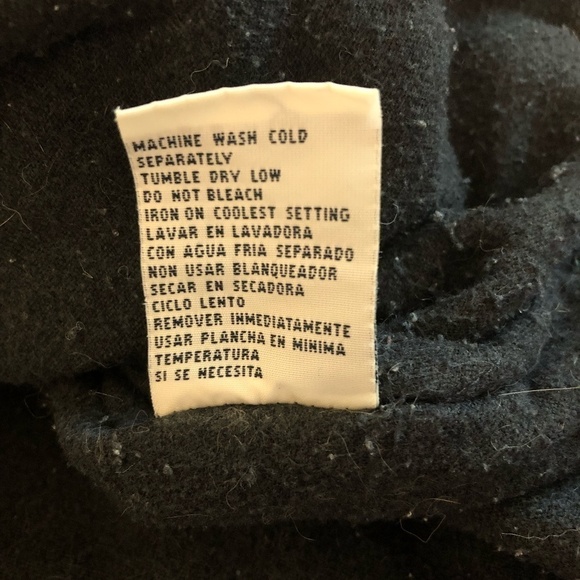 MACHINE WASH COLD
SEPARATELY
TUMBLE DRY LOW
DO NOT BLEACH
IRON ON COOLEST SETTING
LAVAR EN LAVADORA
CON AGUA FRIA SEPARADO
NON USAR BLANQUEADOR
SECAR EN SECADORA
CICLO LENTO
REMOVER INMEDIATAMENTE
USAR PLANCHA EN MINIMA
TEMPERATURA
SI SE NECESITA